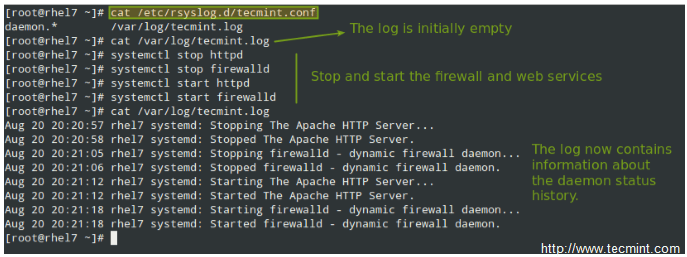 [root@rhel7 ~]# cat /etc/rsyslog.d/tecmint.conf
daemon.* /var/log/tecmint.log
The log is initially empty
[root@rhel7 ~]# cat /var/log/tecmint.log
[root@rhel7 ~]# systemctl stop httpd
[root@rhel7 ~]# systemctl stop firewalld
Stop and start the firewall and web services
[root@rhel7 ~]# systemctl start httpd
[root@rhel7 ~]# systemctl start firewalld
[root@rhel7 ~]# cat /var/log/tecmint.log
Aug 20 20:20:57 rhel7 systemd: Stopping The Apache HTTP Server...
Aug 20 20:20:58 rhel7 systemd: Stopped The Apache HTTP Server.
Aug 20 20:21:05 rhel7 systemd: Stopping firewalld - dynamic firewall daemon...
Aug 20 20:21:06 rhel7 systemd: Stopped firewalld - dynamic firewall daemon.
Aug 20 20:21:12 rhel7 systemd: Starting The Apache HTTP Server...
Aug 20 20:21:12 rhel7 systemd: Started The Apache HTTP Server.
Aug 20 20:21:18 rhel7 systemd: Starting firewalld - dynamic firewall daemon...
Aug 20 20:21:18 rhel7 systemd: Started firewalld - dynamic firewall daemon.
[root@rhel7 ~]#
The log now contains
information about
the daemon status
history.
http://www.tecmint.com